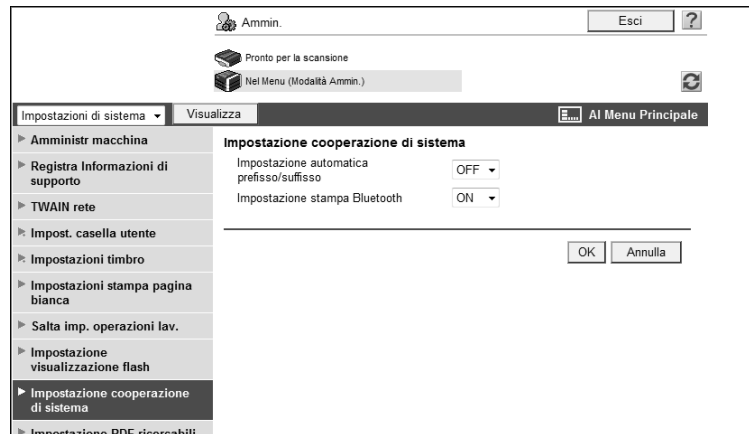 Ammin.
Esci
?
Pronto per la scansione
Nel Menu (Modalità Ammin.)
Impostazioni di sistema
Visualizza
Al Menu Principale
Amministr macchina
Registra Informazioni di
supporto
TWAIN rete
Impost. casella utente
Impostazioni timbro
Impostazioni stampa pagina
bianca
Salta imp. operazioni lav.
Impostazione
visualizzazione flash
Impostazione cooperazione
di sistema
Impostazione PDF ricercabili
Impostazione cooperazione di sistema
Impostazione automatica
prefisso/suffisso
OFF
Impostazione stampa Bluetooth
ON
OK
Annulla